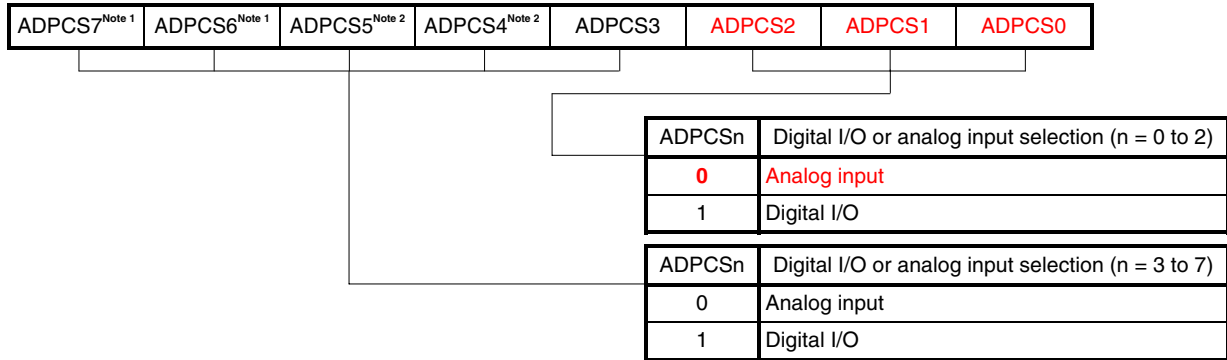 ADPCS7Note 1 ADPCS6Note 1 ADPCS5Note 2 ADPCS4Note 2 ADPCS3 ADPCS2 ADPCS1 ADPCS0
ADPCSn Digital I/O or analog input selection (n = 0 to 2)
0 Analog input
1 Digital I/O
ADPCSn Digital I/O or analog input selection (n = 3 to 7)
0 Analog input
1 Digital I/O